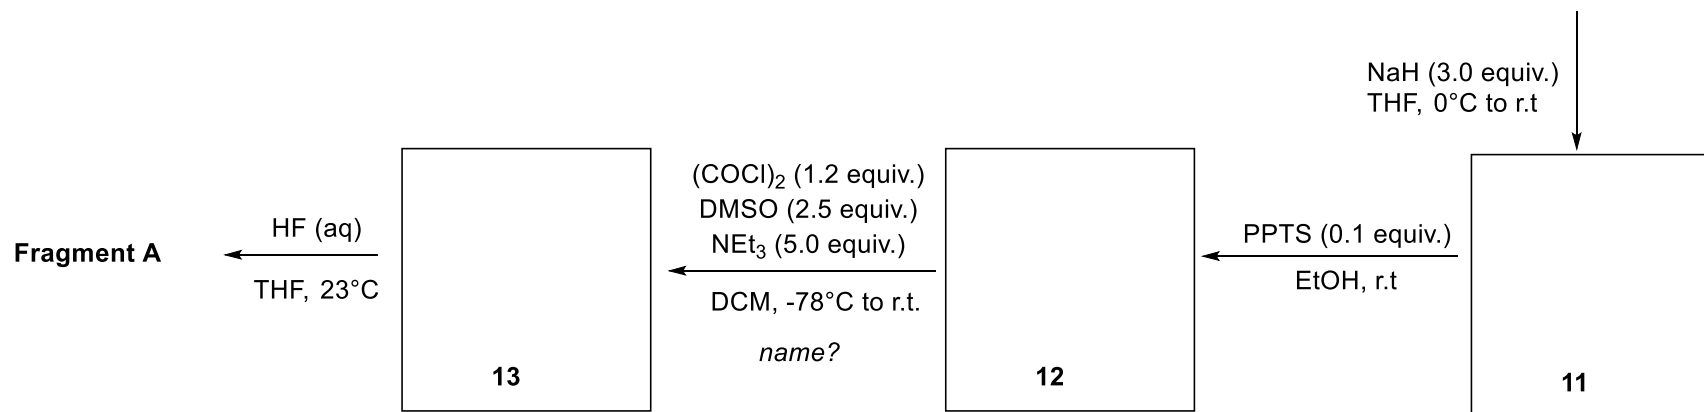 NaH (3.0 equiv.)
THF, 0°C to r.t
(COCl)₂ (1.2 equiv.)
DMSO (2.5 equiv.)
NEt₃ (5.0 equiv.)
DCM, -78°C to r.t.
name?
HF (aq)
THF, 23°C
Fragment A
PPTS (0.1 equiv.)
EtOH, r.t
13
12
11